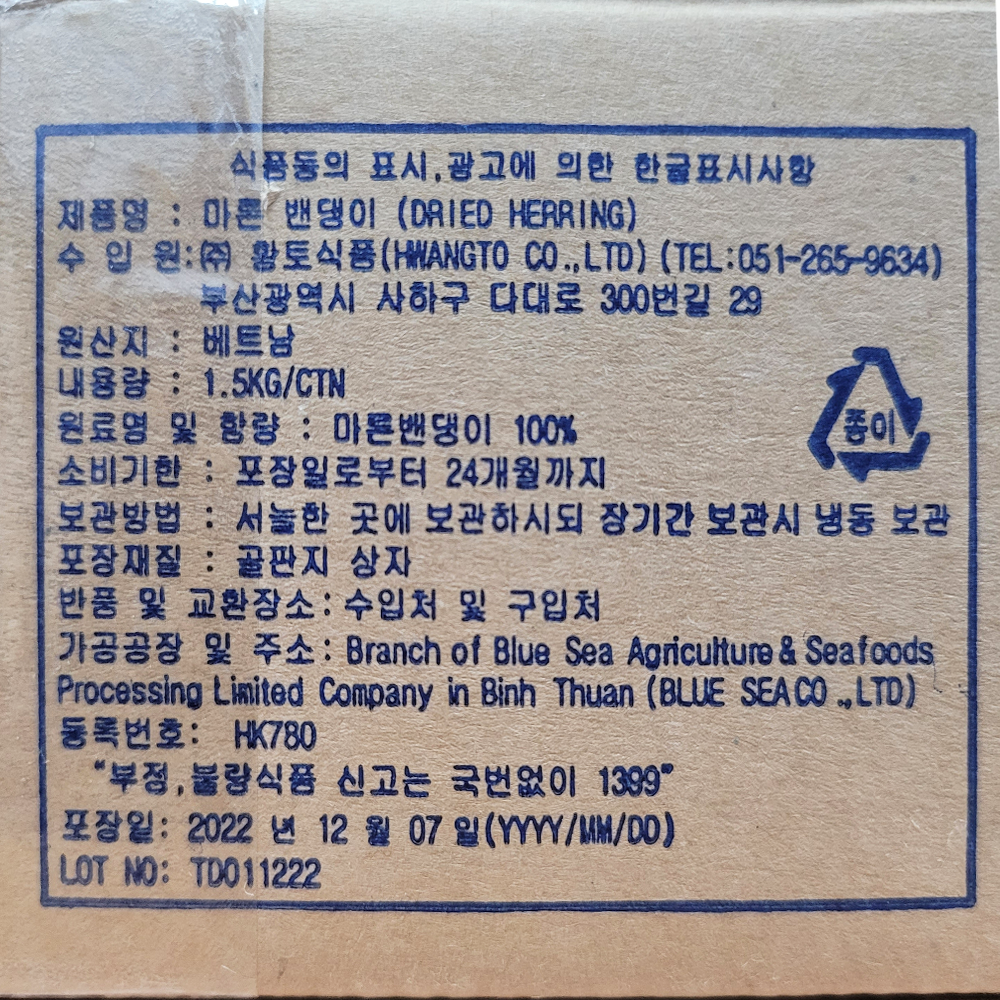 식품등의 표시,광고에 의한 한글표시사항
제품명 : 마른 밴댕이 (DRIED HERRING)
수 입 원:㈜ 황토식품(HWANGTO CO.,LTD) (TEL:051-265-9634)
부산광역시 사하구 다대로 300번길 29
원산지 : 베트남
내용량 : 1.5KG/CTN
원료명 및 함량 : 마른밴댕이 100%
종이
소비기한 : 포장일로부터 24개월까지
보관방법 : 서늘한 곳에 보관하시되 장기간 보관시 냉동 보관
포장재질 : 골판지 상자
반품 및 교환장소: 수입처 및 구입처
가공공장 및 주소: Branch of Blue Sea Agriculture & Seafoods
Processing Limited Company in Binh Thuan (BLUE SEA CO .,LTD)
등록번호: HK780
"부정,불량식품 신고는 국번없이 1399"
포장일: 2022 년 12 월 07 일(YYYY/MM/DD)
LOT NO: TD011222